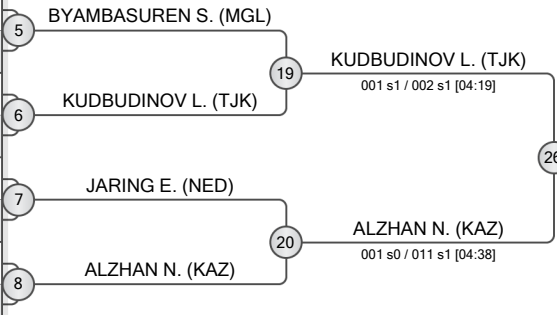 BYAMBASUREN S. (MGL)
5
19
KUDBUDINOV L. (TJK)
001 s1 / 002 s1 [04:19]
KUDBUDINOV L. (TJK)
6
26
JARING E. (NED)
7
20
ALZHAN N. (KAZ)
001 s0 / 011 s1 [04:38]
ALZHAN N. (KAZ)
8